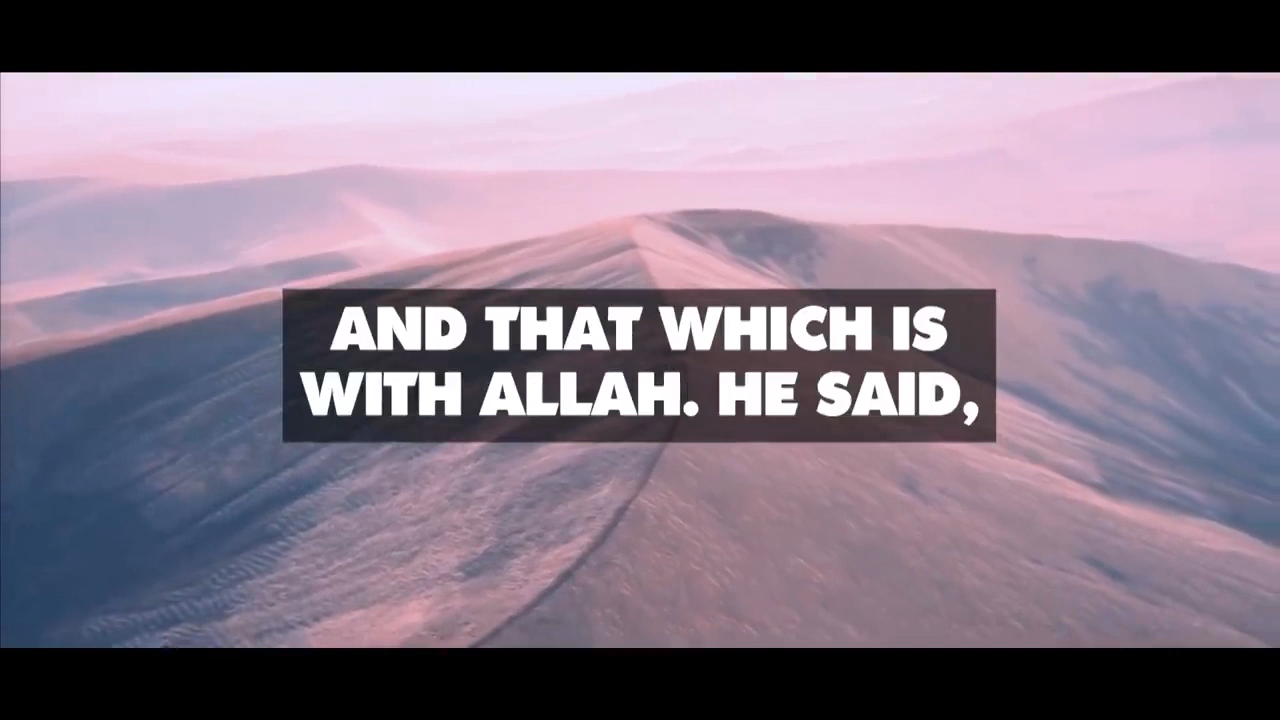 AND THAT WHICH IS
WITH ALLAH. HE SAID,